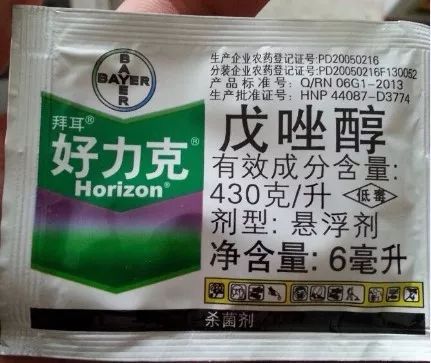 BAYER
BAYER
生产企业农药登记证号:PD20050216
分装企业农药登记证号:PD20050216F130052
产品标准号:Q/RN 06G1-2013
生产批准证号:HNP 44087-D3774
拜耳®
好力克®
Horizon®
戊唑醇
有效成分含量:
430克/升 低毒
剂型:悬浮剂
净含量:6毫升
杀菌剂